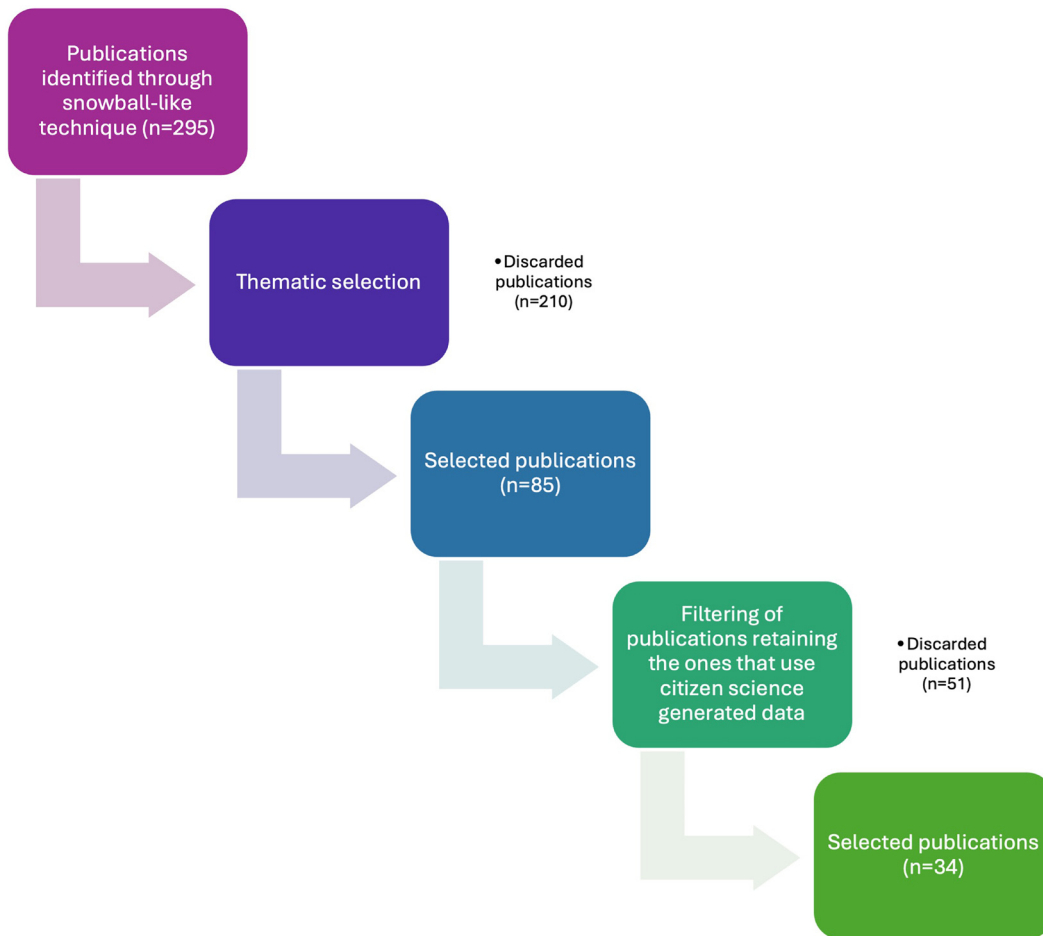 Publications
identified through
snowball-like
technique (n=295)
Thematic selection
•Discarded
publications
(n=210)
Selected publications
(n=85)
Filtering of
publications retaining
the ones that use
citizen science
generated data
•Discarded
publications
(n=51)
Selected publications
(n=34)